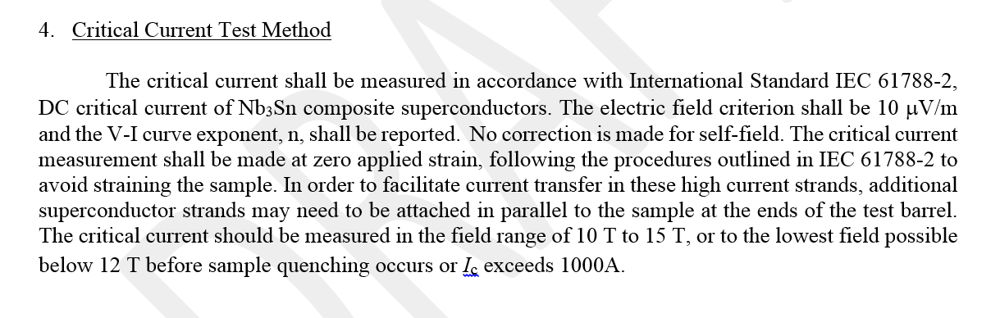 4. Critical Current Test Method
The critical current shall be measured in accordance with International Standard IEC 61788-2,
DC critical current of Nb3Sn composite superconductors. The electric field criterion shall be 10 µV/m
and the V-I curve exponent, n, shall be reported. No correction is made for self-field. The critical current
measurement shall be made at zero applied strain, following the procedures outlined in IEC 61788-2 to
avoid straining the sample. In order to facilitate current transfer in these high current strands, additional
superconductor strands may need to be attached in parallel to the sample at the ends of the test barrel.
The critical current should be measured in the field range of 10 T to 15 T, or to the lowest field possible
below 12 T before sample quenching occurs or Ic exceeds 1000A.